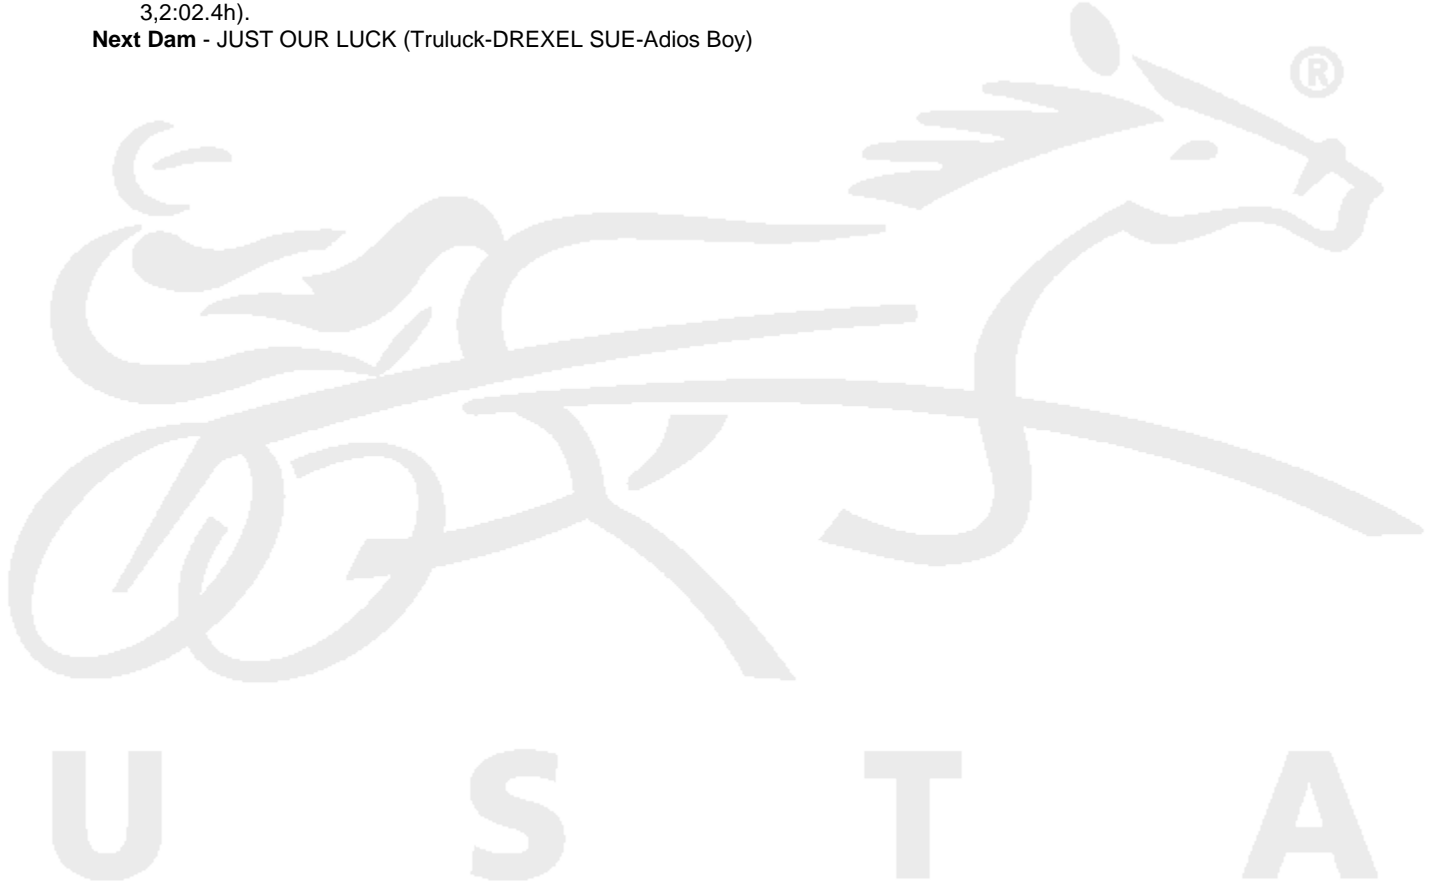 3,2:02.4h).
Next Dam - JUST OUR LUCK (Truluck-DREXEL SUE-Adios Boy)
®
U S T A